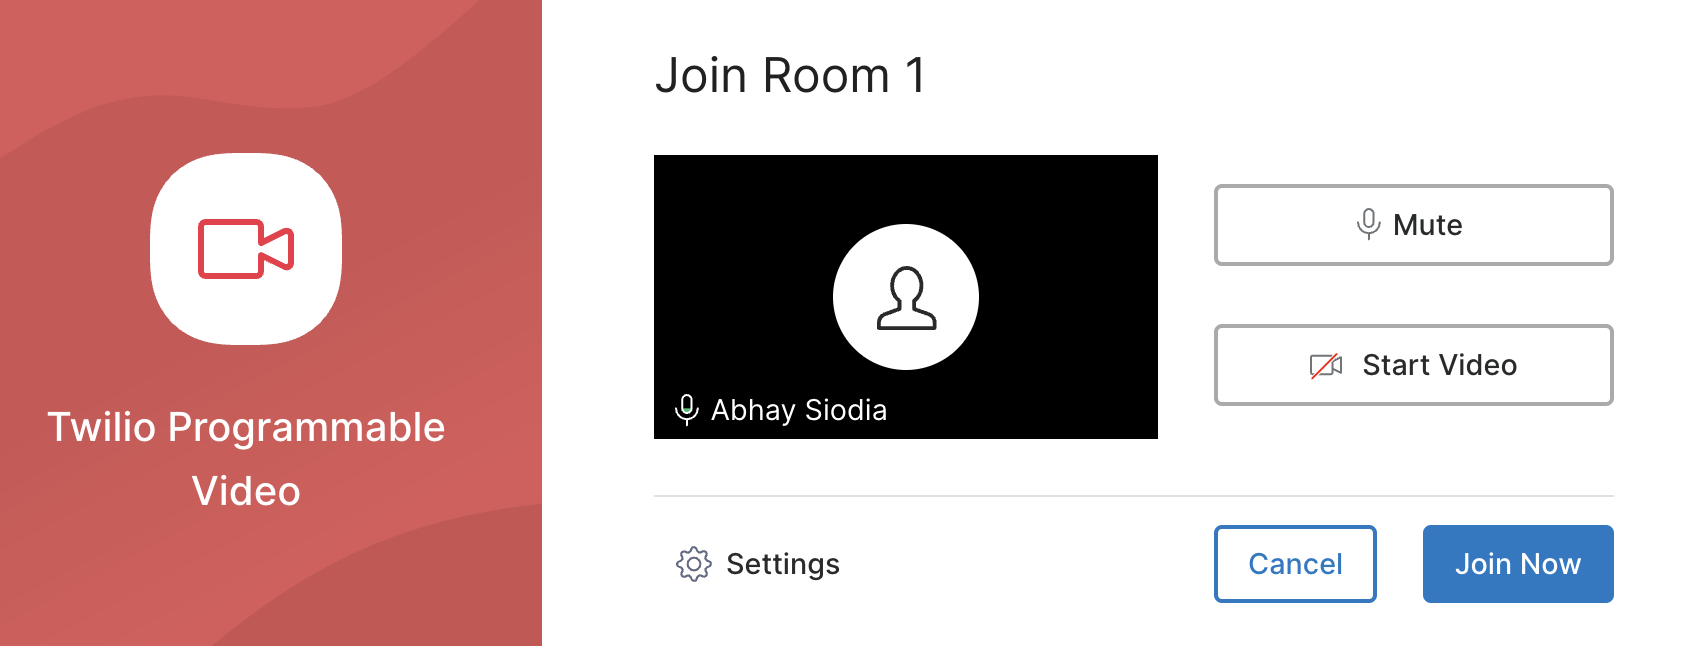 Twilio Programmable
Video
Join Room 1
Abhay Siodia
Mute
Start Video
Settings
Cancel
Join Now